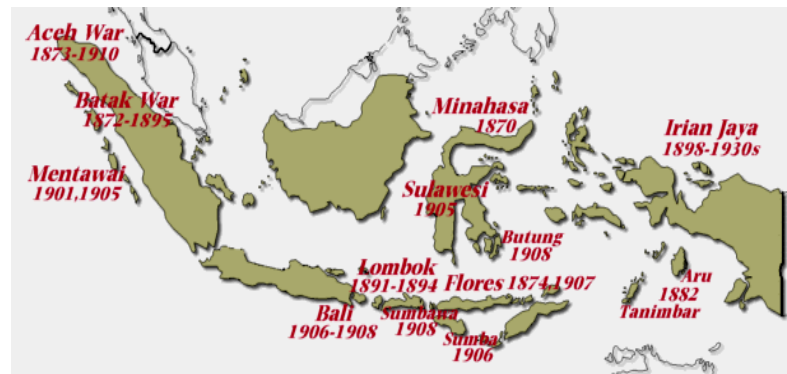 Aceh War
1873-1910
Batak War
1872-1895
Mentawai
1901,1905
Minahasa
1870
Irian Jaya
1898-1930s
Sulawesi
1905
Butung
1908
Lombok
1891-1894
Flores 1874,1907
Bali
1906-1908
Sumbawa
1908
Sumba
1906
Aru
1882
Tanimbar